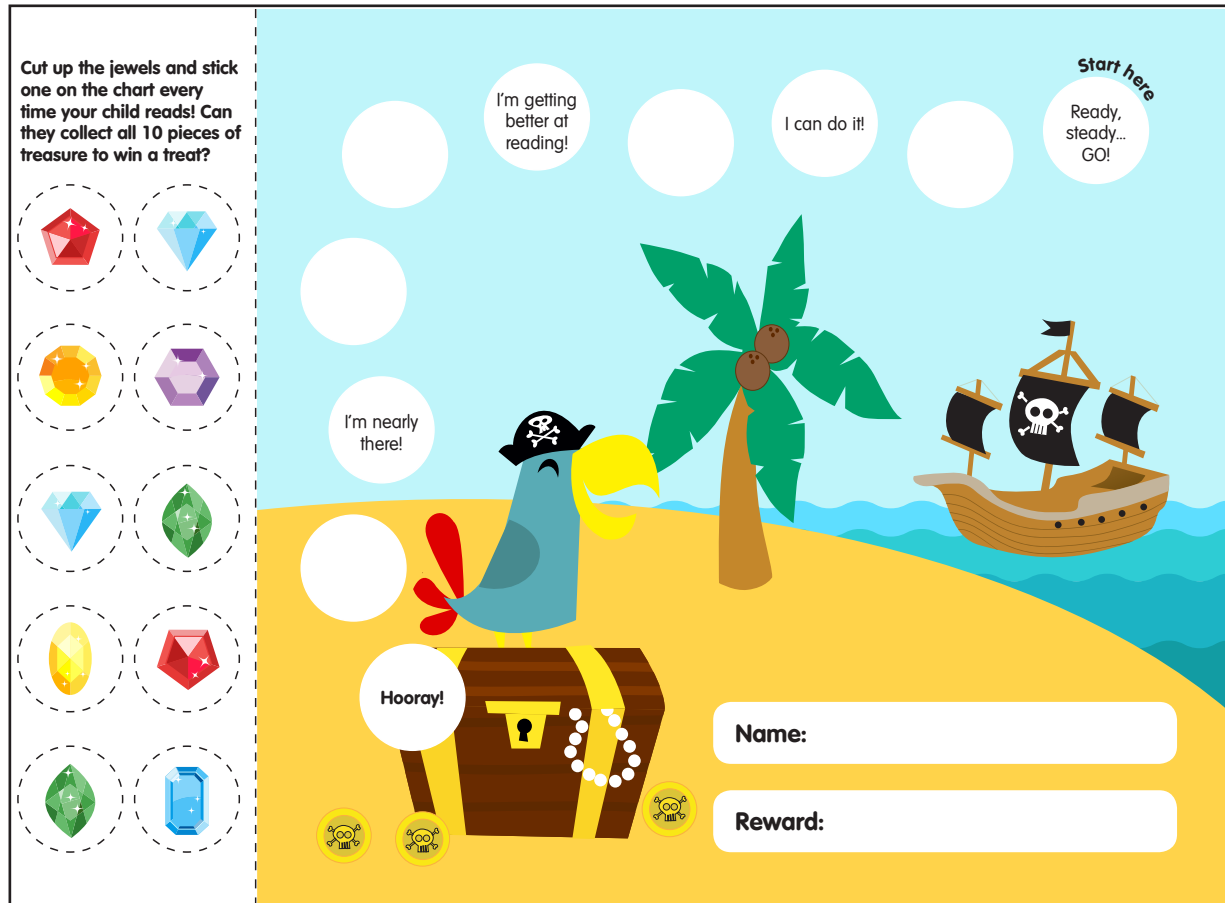 Cut up the jewels and stick
one on the chart every
time your child reads! Can
they collect all 10 pieces of
treasure to win a treat?
Start here
Ready,
steady...
GO!
I can do it!
I'm getting
better at
reading!
I'm nearly
there!
Hooray!
Name:
Reward: